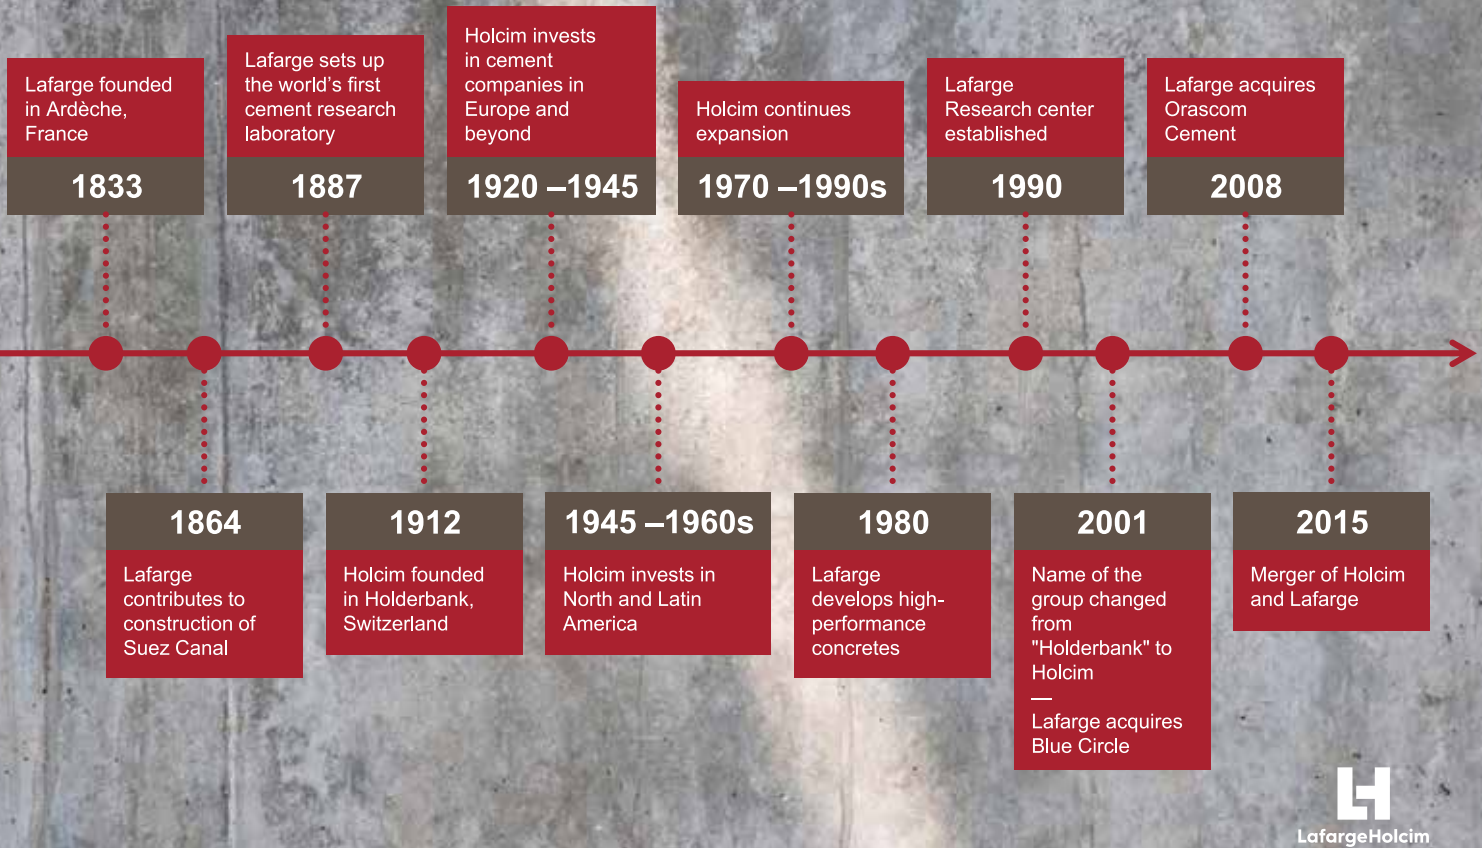 Lafarge founded
in Ardèche,
France
1833
Lafarge sets up
the world's first
cement research
laboratory
1887
Holcim invests
in cement
companies in
Europe and
beyond
1920 –1945
Holcim continues
expansion
1970 –1990s
Lafarge
Research center
established
1990
Lafarge acquires
Orascom
Cement
2008
1864
Lafarge
contributes to
construction of
Suez Canal
1912
Holcim founded
in Holderbank,
Switzerland
1945 –1960s
Holcim invests in
North and Latin
America
1980
Lafarge
develops high-
performance
concretes
2001
Name of the
group changed
from
"Holderbank" to
Holcim
—
Lafarge acquires
Blue Circle
2015
Merger of Holcim
and Lafarge
LafargeHolcim